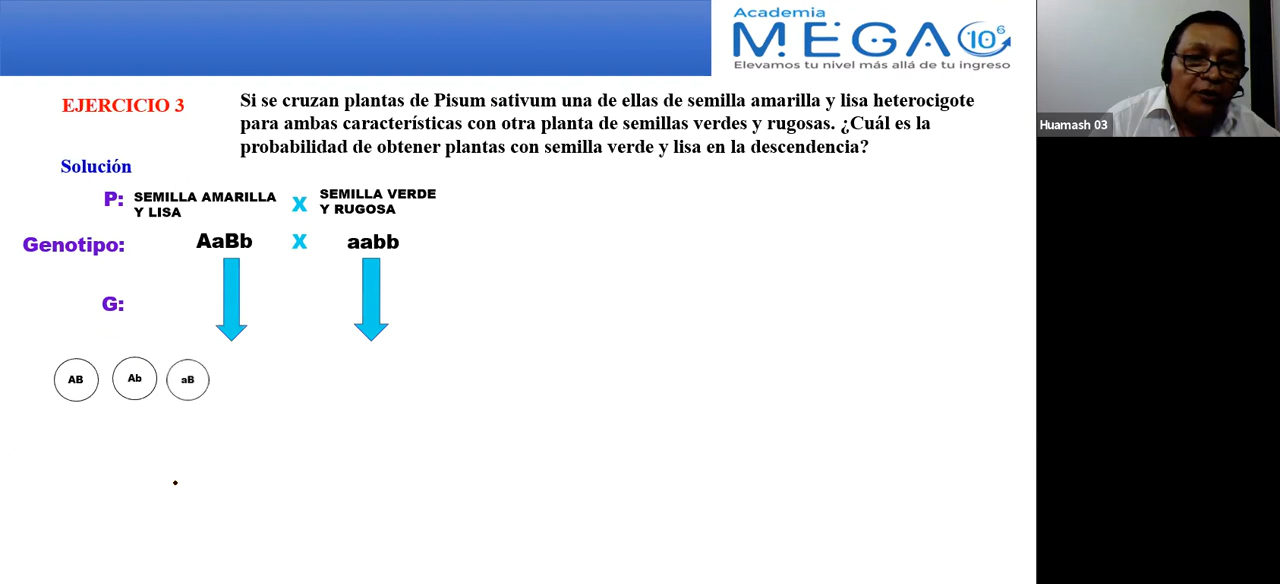 Academia
MEGA 10⁶
Elevamos tu nivel más allá de tu ingreso
EJERCICIO 3
Si se cruzan plantas de Pisum sativum una de ellas de semilla amarilla y lisa heterocigote
para ambas características con otra planta de semillas verdes y rugosas. ¿Cuál es la
probabilidad de obtener plantas con semilla verde y lisa en la descendencia?
Solución
P: SEMILLA AMARILLA
Y LISA
X
SEMILLA VERDE
Y RUGOSA
Genotipo: AaBb X aabb
G:
AB Ab aB
Huamash 03